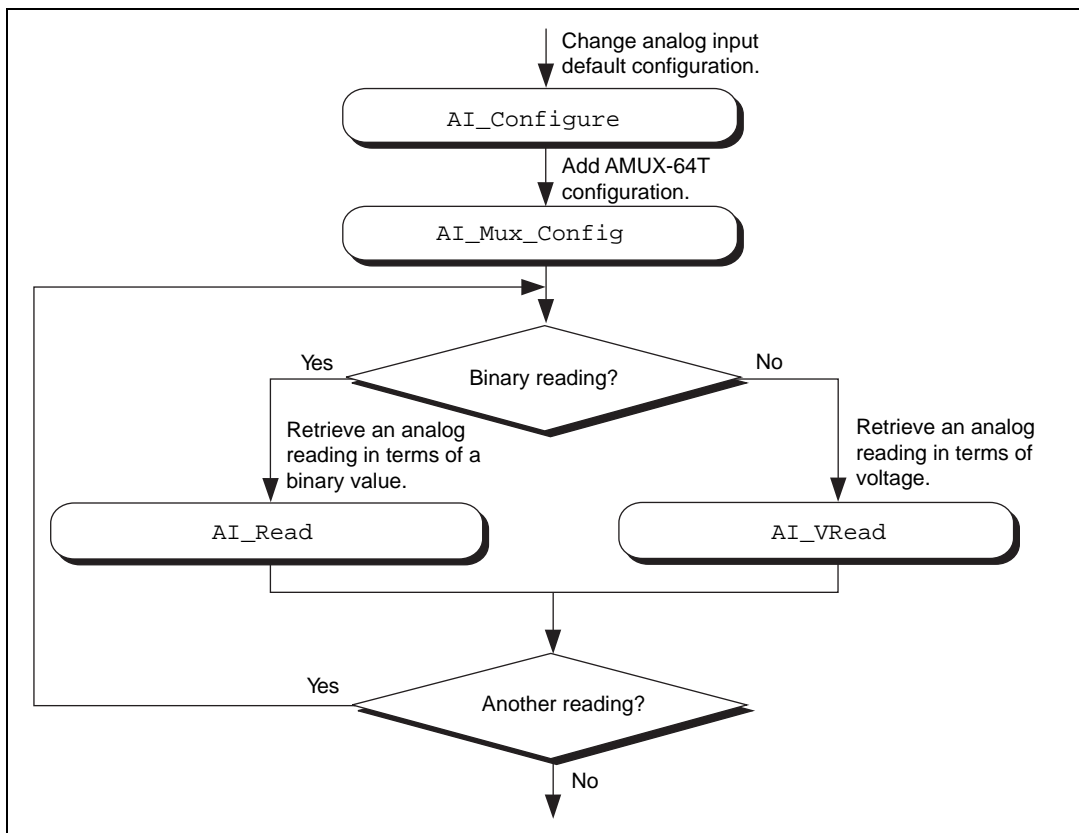 Change analog input
default configuration.
AI_Configure
Add AMUX-64T
configuration.
AI_Mux_Config
Yes
Binary reading?
No
Retrieve an analog
reading in terms of a
binary value.
Retrieve an analog
reading in terms of
voltage.
AI_Read
AI_VRead
Yes
Another reading?
No